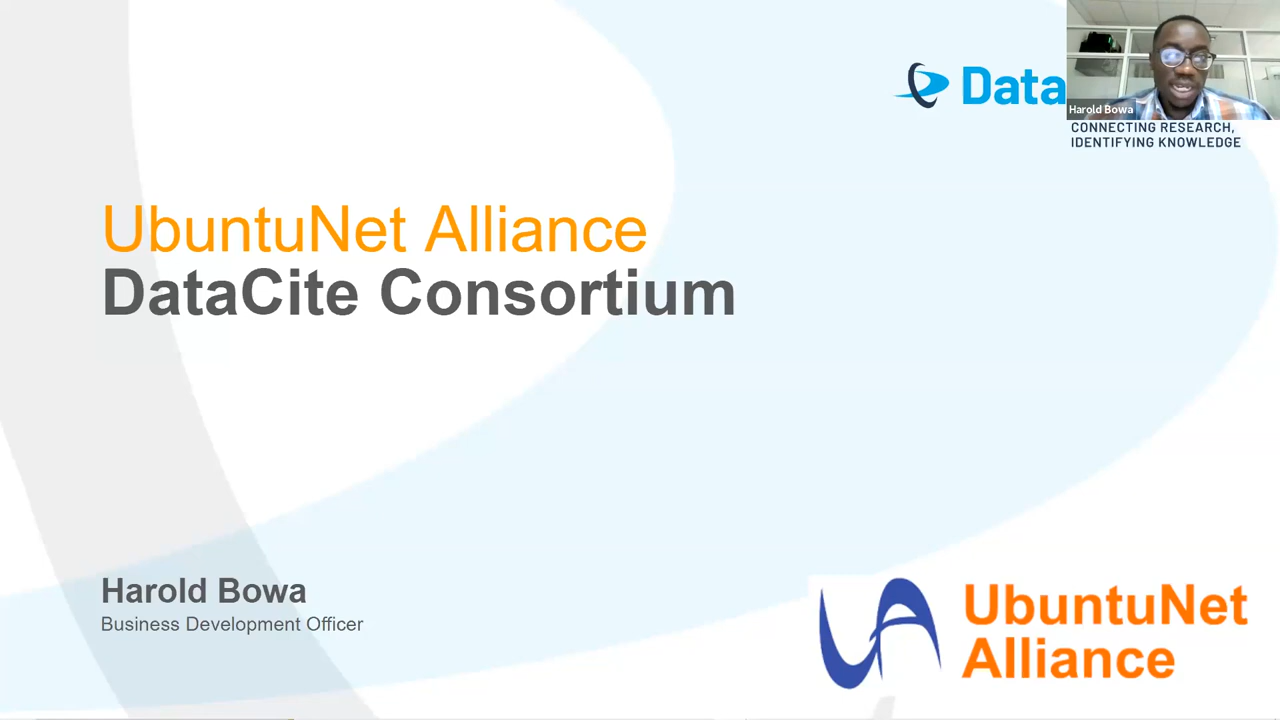 Data
Harold Bowa
CONNECTING RESEARCH,
IDENTIFYING KNOWLEDGE
UbuntuNet Alliance
DataCite Consortium
Harold Bowa
Business Development Officer
UbuntuNet
Alliance